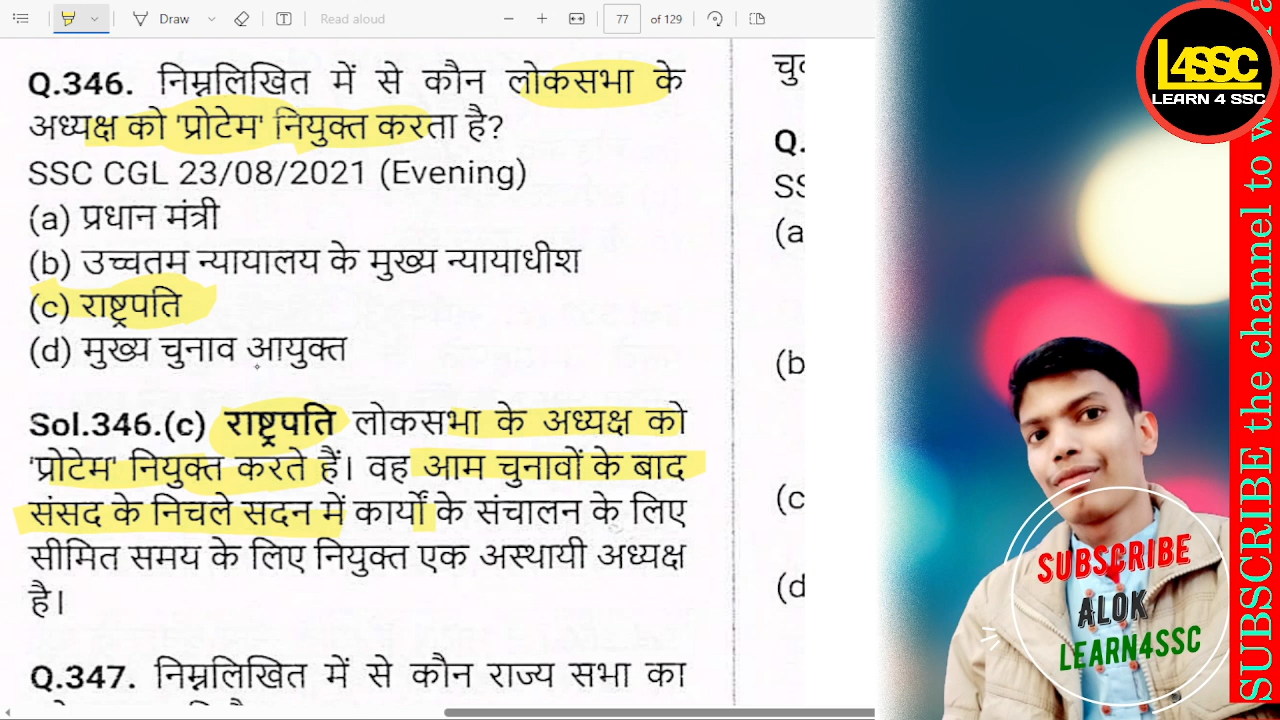 Draw
Read aloud
77
of 129
Q.346. निम्नलिखित में से कौन लोकसभा के
अध्यक्ष को 'प्रोटेम' नियुक्त करता है?
SSC CGL 23/08/2021 (Evening)
(a) प्रधान मंत्री
(b) उच्चतम न्यायालय के मुख्य न्यायाधीश
(c) राष्ट्रपति
(d) मुख्य चुनाव आयुक्त
Sol.346.(c) राष्ट्रपति लोकसभा के अध्यक्ष को
'प्रोटेम' नियुक्त करते हैं। वह आम चुनावों के बाद
संसद के निचले सदन में कार्यों के संचालन के लिए
सीमित समय के लिए नियुक्त एक अस्थायी अध्यक्ष
है।
Q.347. निम्नलिखित में से कौन राज्य सभा का
Q.
(a
(b
(c
(d
L4SSC
LEARN 4 SSC
SUBSCRIBE the channel to w
SUBSCRIBE
ALOK
LEARN4SSC